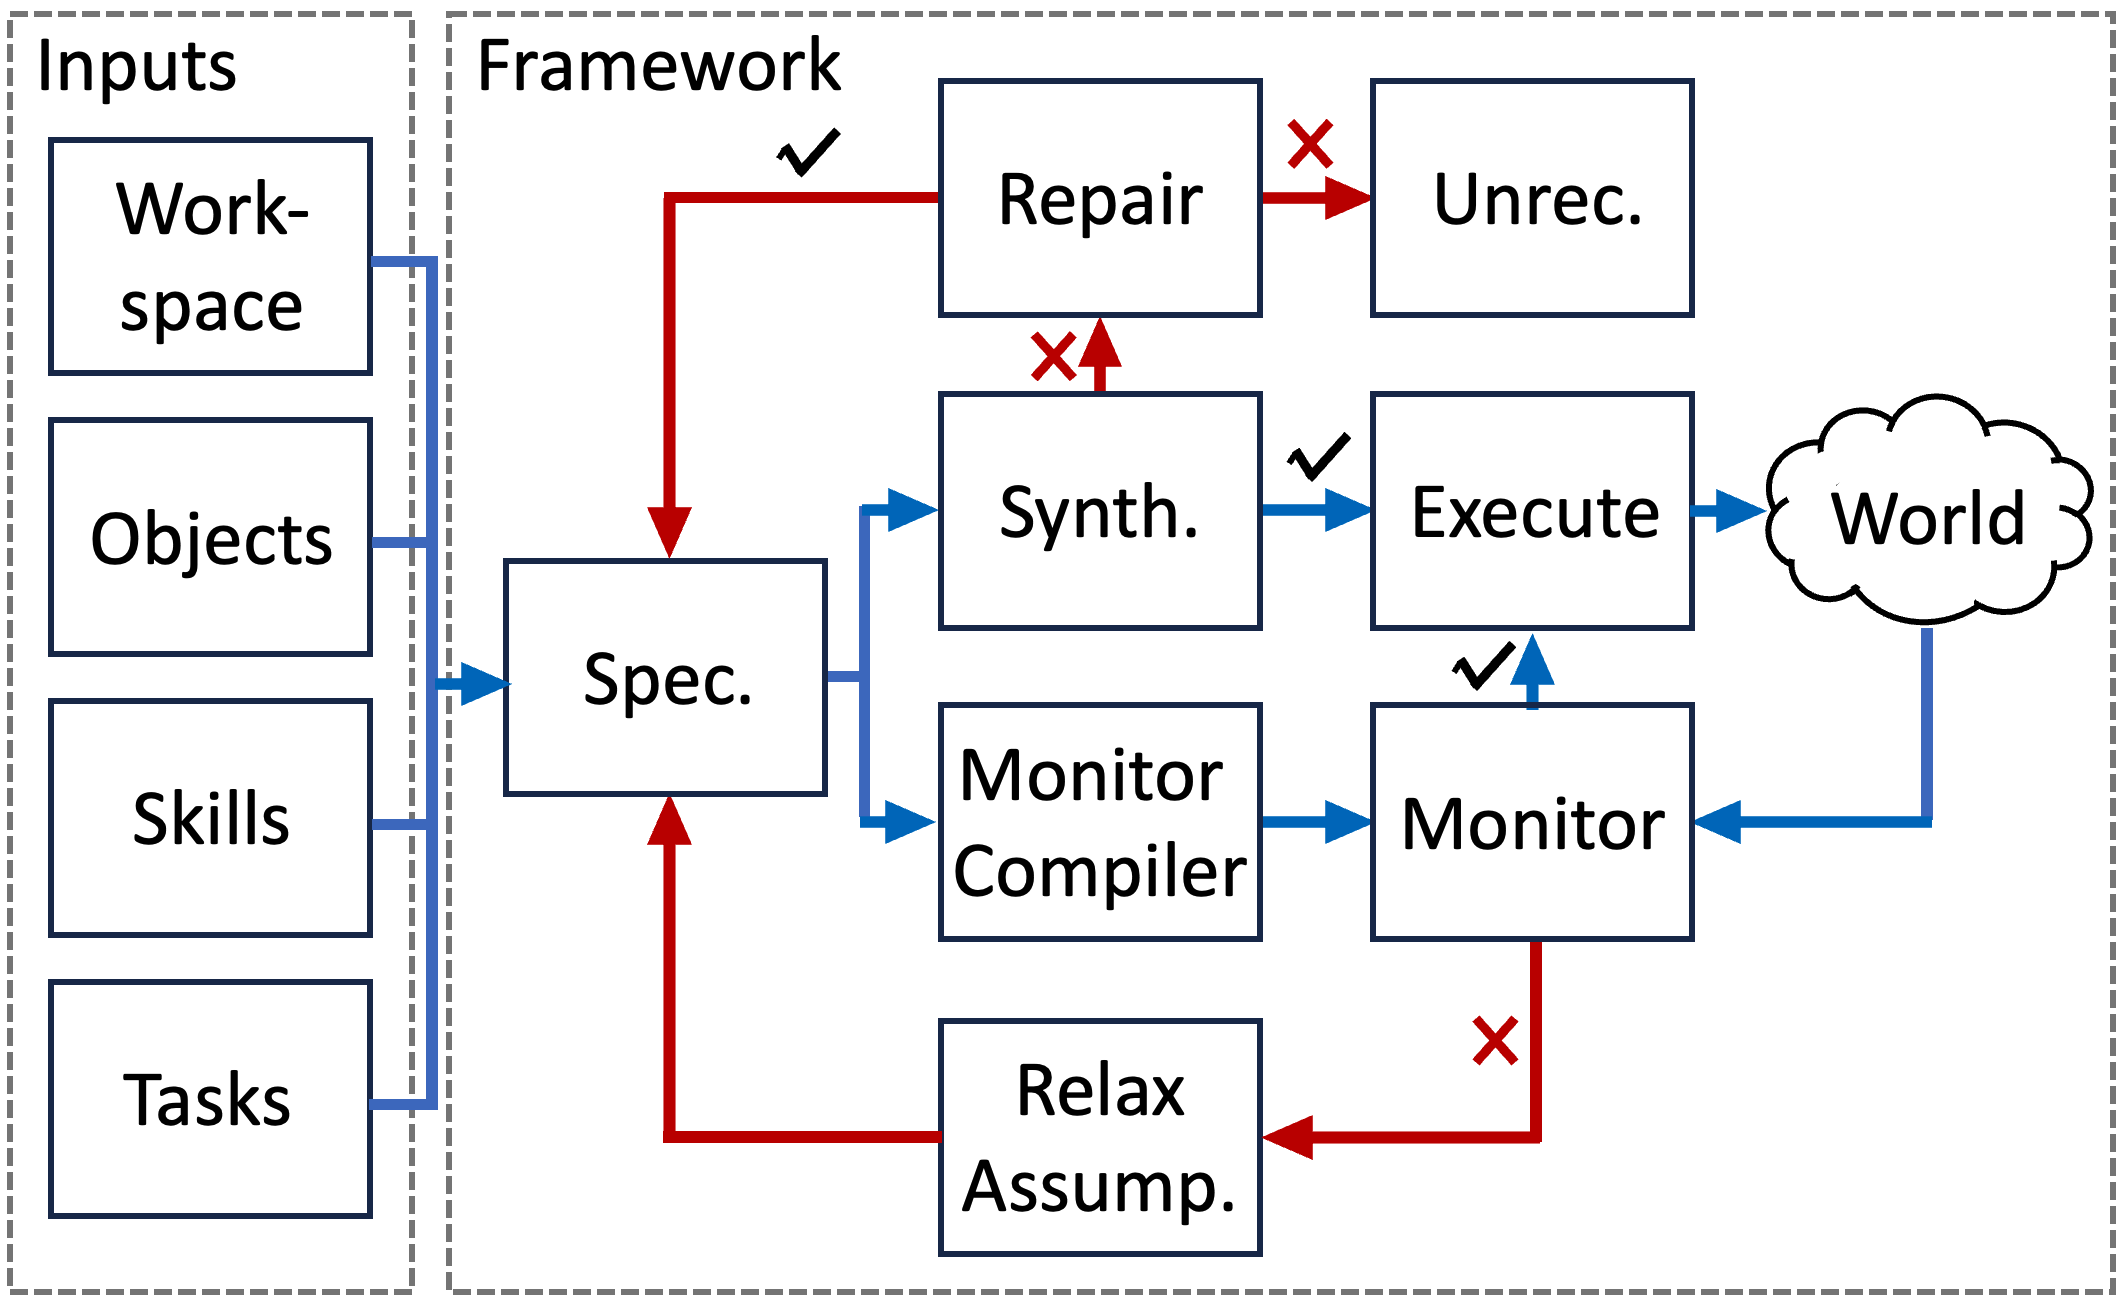 Inputs
Work-
space
Objects
Skills
Tasks
Framework
Repair
Unrec.
Synth.
Execute
World
Spec.
Monitor
Compiler
Monitor
Relax
Assump.